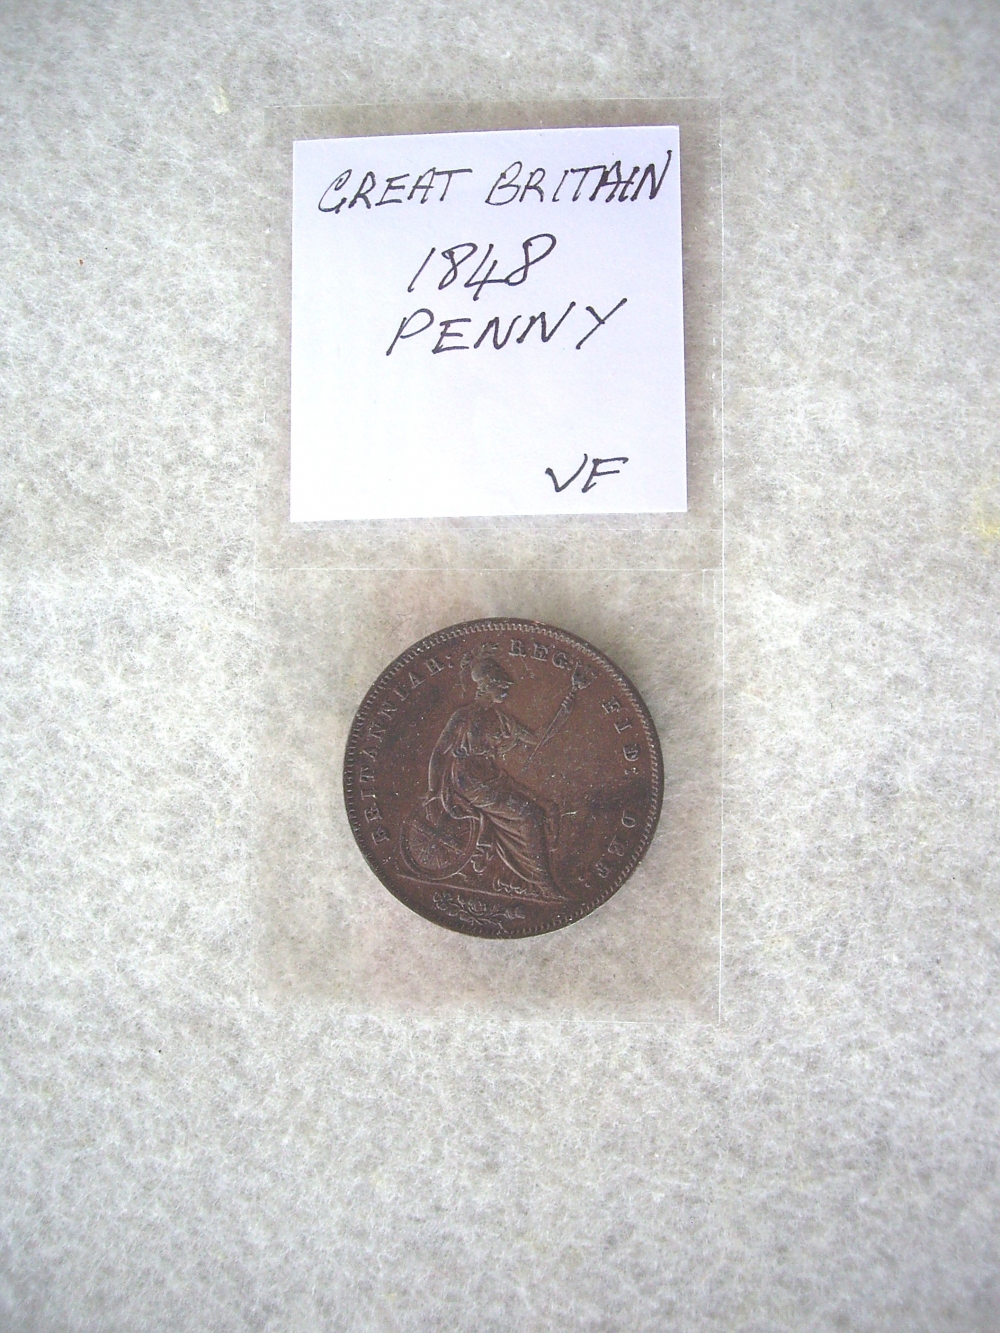 GREAT BRITAIN
1848
PENNY
VF
BRITANNIAR: REG: FID: DEF.